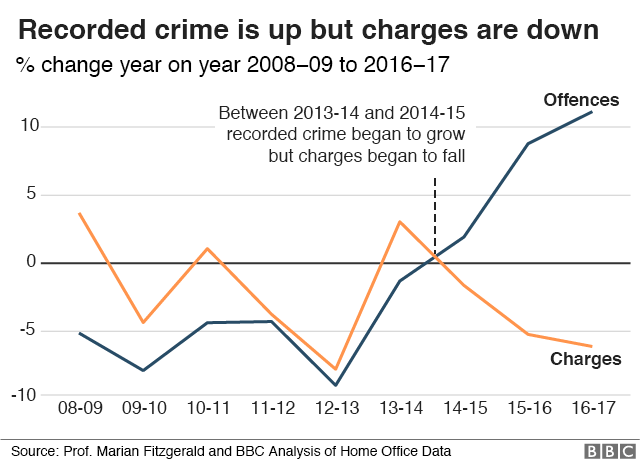 Recorded crime is up but charges are down
% change year on year 2008–09 to 2016–17
Offences
Between 2013-14 and 2014-15
recorded crime began to grow
but charges began to fall
10
5
0
-5
-10
Charges
08-09 09-10 10-11 11-12 12-13 13-14 14-15 15-16 16-17
Source: Prof. Marian Fitzgerald and BBC Analysis of Home Office Data
BBC